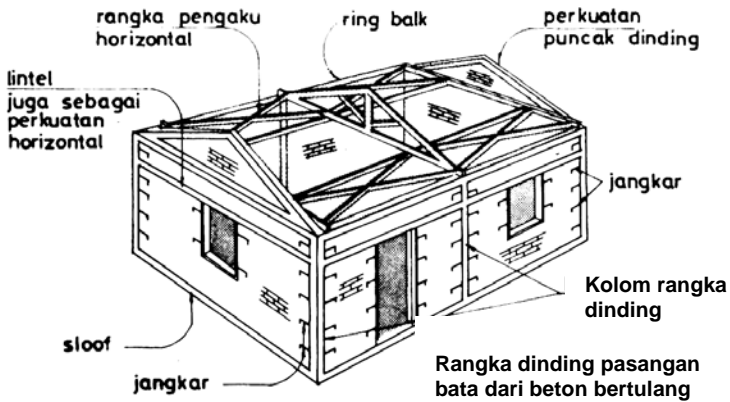 rangka pengaku
horizontal
ring balk
perkuatan
puncak dinding
lintel
juga sebagai
perkuatan
horizontal
jangkar
Kolom rangka
dinding
sloof
jangkar
Rangka dinding pasangan
bata dari beton bertulang